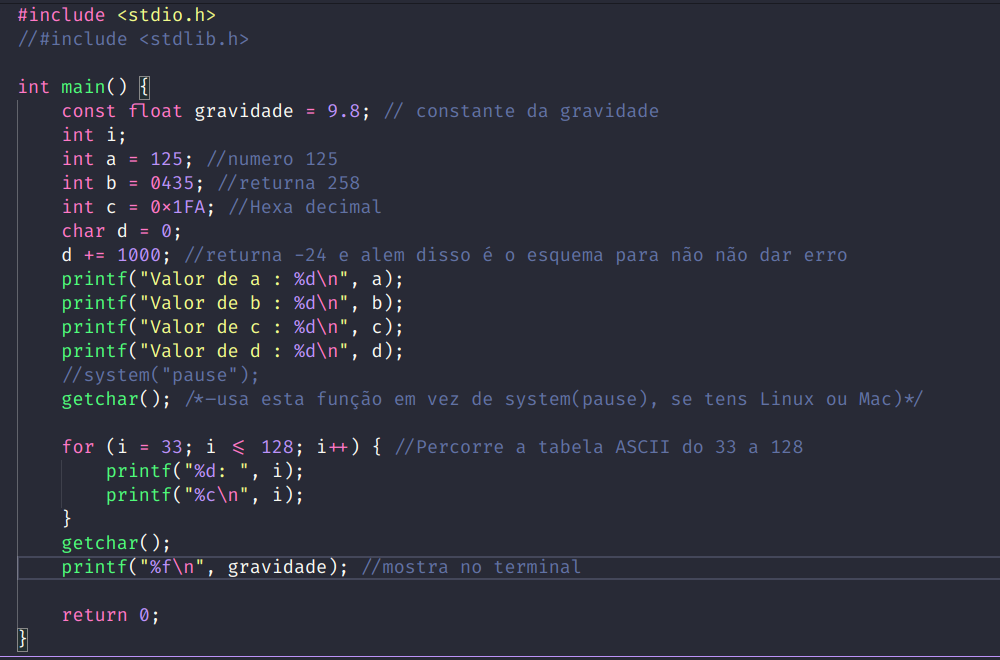 #include <stdio.h>
//#include <stdlib.h>
int main() {
const float gravidade = 9.8; // constante da gravidade
int i;
int a = 125; //numero 125
int b = 0435; //returna 258
int c = 0×1FA; //Hexa decimal
char d = 0;
d += 1000; //returna -24 e alem disso é o esquema para não não dar erro
printf("Valor de a : %d\n", a);
printf("Valor de b : %d\n", b);
printf("Valor de c : %d\n", c);
printf("Valor de d : %d\n", d);
//system("pause");
getchar(); /*-usa esta função em vez de system(pause), se tens Linux ou Mac)*/
for (i = 33; i <= 128; i++) { //Percorre a tabela ASCII do 33 a 128
printf("%d: ", i);
printf("%c\n", i);
}
getchar();
printf("%f\n", gravidade); //mostra no terminal
return 0;
}